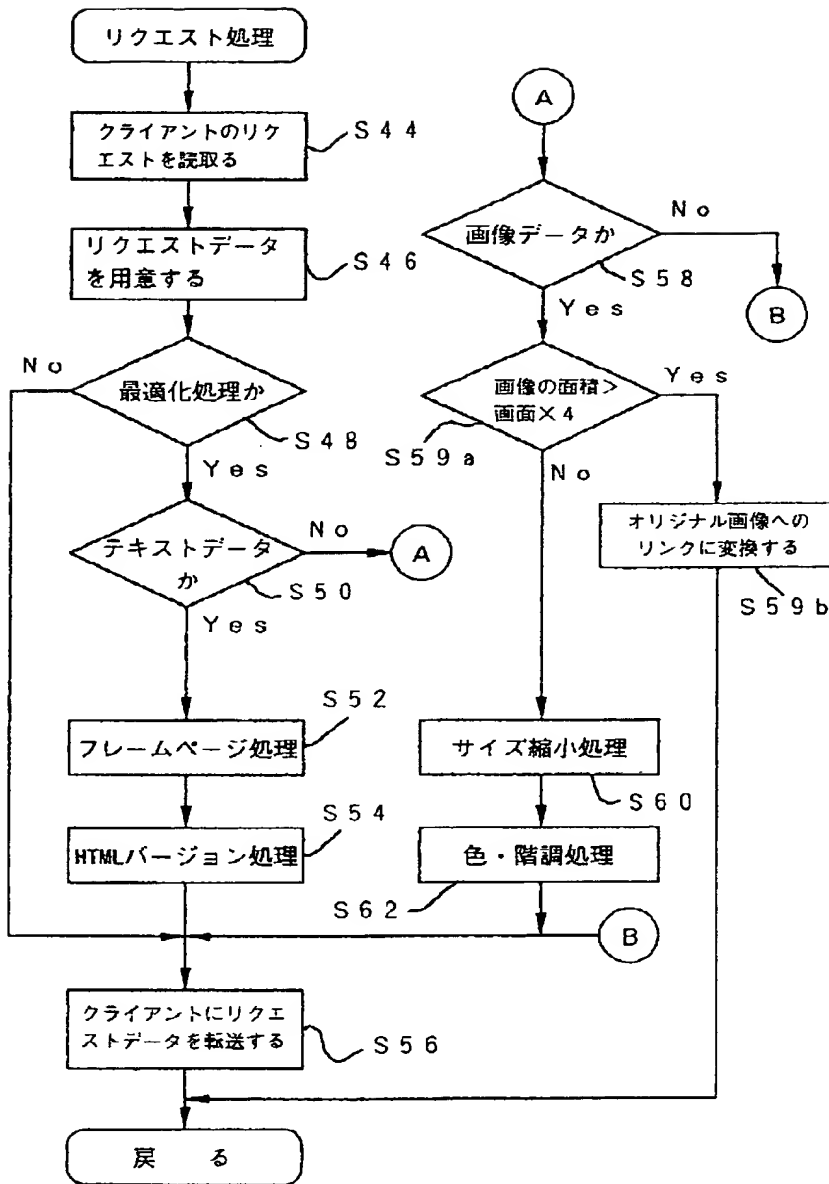 リクエスト処理
クライアントのリク
エストを読取る
S44
リクエストデータ
を用意する
S46
No
最適化処理か
S48
Yes
テキストデータ
か
No
A
S50
Yes
フレームページ処理
S52
HTMLバージョン処理
S54
クライアントにリクエ
ストデータを転送する
S56
戻る
A
画像データか
No
S58
B
Yes
画像の面積>
画面×4
Yes
S59a
No
オリジナル画像への
リンクに変換する
S59b
サイズ縮小処理
S60
色・階調処理
S62
B